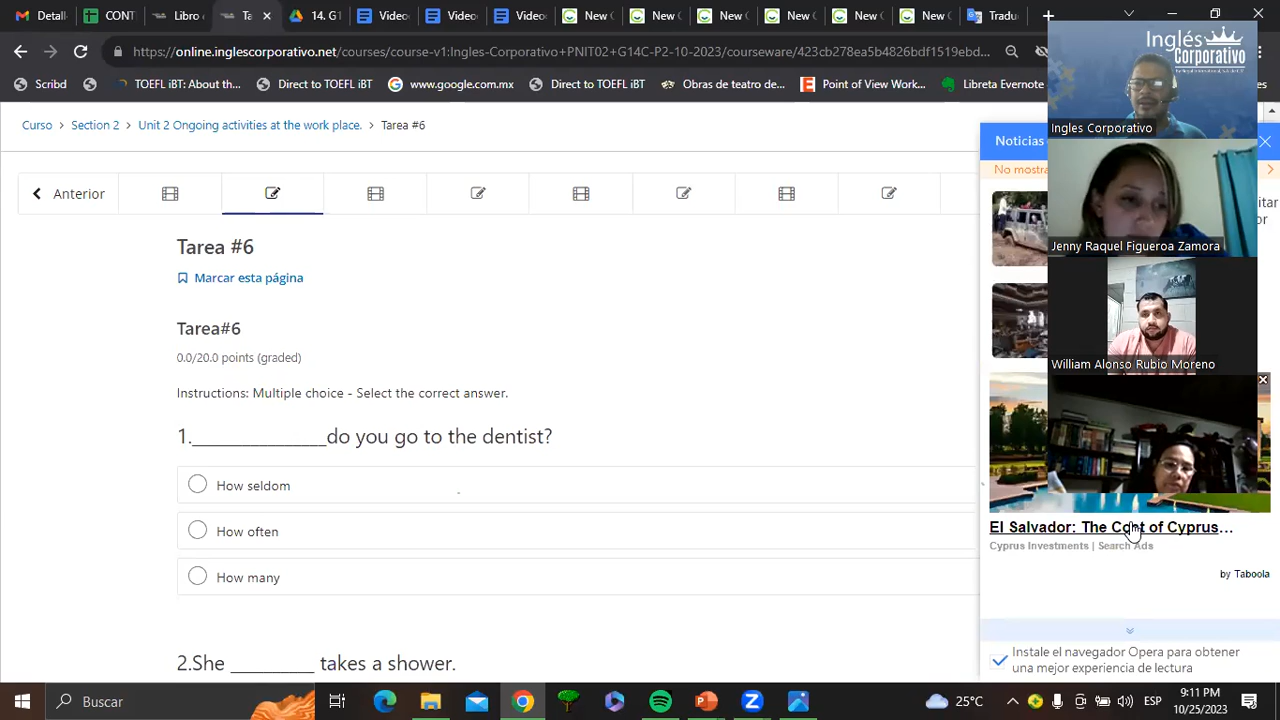 Detal
CONT
Libro
Ta
14. G1
Video
Video
Video
New (
New (
New (
New (
New (
New (
Tradu
https://online.inglescorporativo.net/courses/course-v1:Ingles-Corporativo+PNIT02+G14C-P2-10-2023/courseware/423cb278ea5b4826bdf1519ebd...
Scribd
TOEFL iBT: About th...
Direct to TOEFL iBT
www.google.com.mx
Direct to TOEFL iBT
Obras de arte de...
Point of View Work...
Libreta Evernote
Curso > Section 2 > Unit 2 Ongoing activities at the work place. > Tarea #6
Anterior
Tarea #6
Marcar esta página
Tarea#6
0.0/20.0 points (graded)
Instructions: Multiple choice - Select the correct answer.
1._______________do you go to the dentist?
How seldom
How often
How many
2.She _________ takes a shower.
Inglés
Corporativo
Ingles Corporativo
Noticias
No mostra
itar
or
Jenny Raquel Figueroa Zamora
William Alonso Rubio Moreno
El Salvador: The Cost of Cyprus...
Cyprus Investments | Search Ads
by Taboola
Instale el navegador Opera para obtener
una mejor experiencia de lectura
Buscar
25°C
ESP
9:11 PM
10/25/2023